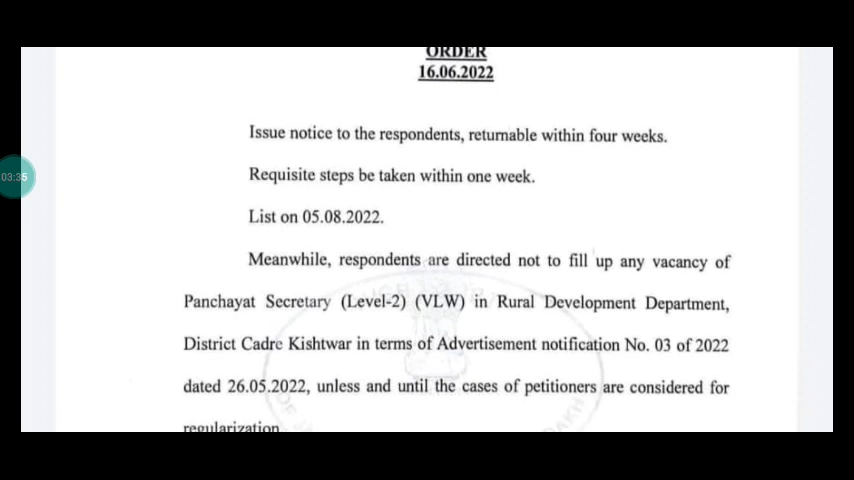 ORDER
16.06.2022
Issue notice to the respondents, returnable within four weeks.
Requisite steps be taken within one week.
List on 05.08.2022.
Meanwhile, respondents are directed not to fill up any vacancy of
Panchayat Secretary (Level-2) (VLW) in Rural Development Department,
03:35
District Cadre Kishtwar in terms of Advertisement notification No. 03 of 2022
dated 26.05.2022, unless and until the cases of petitioners are considered for
regularization